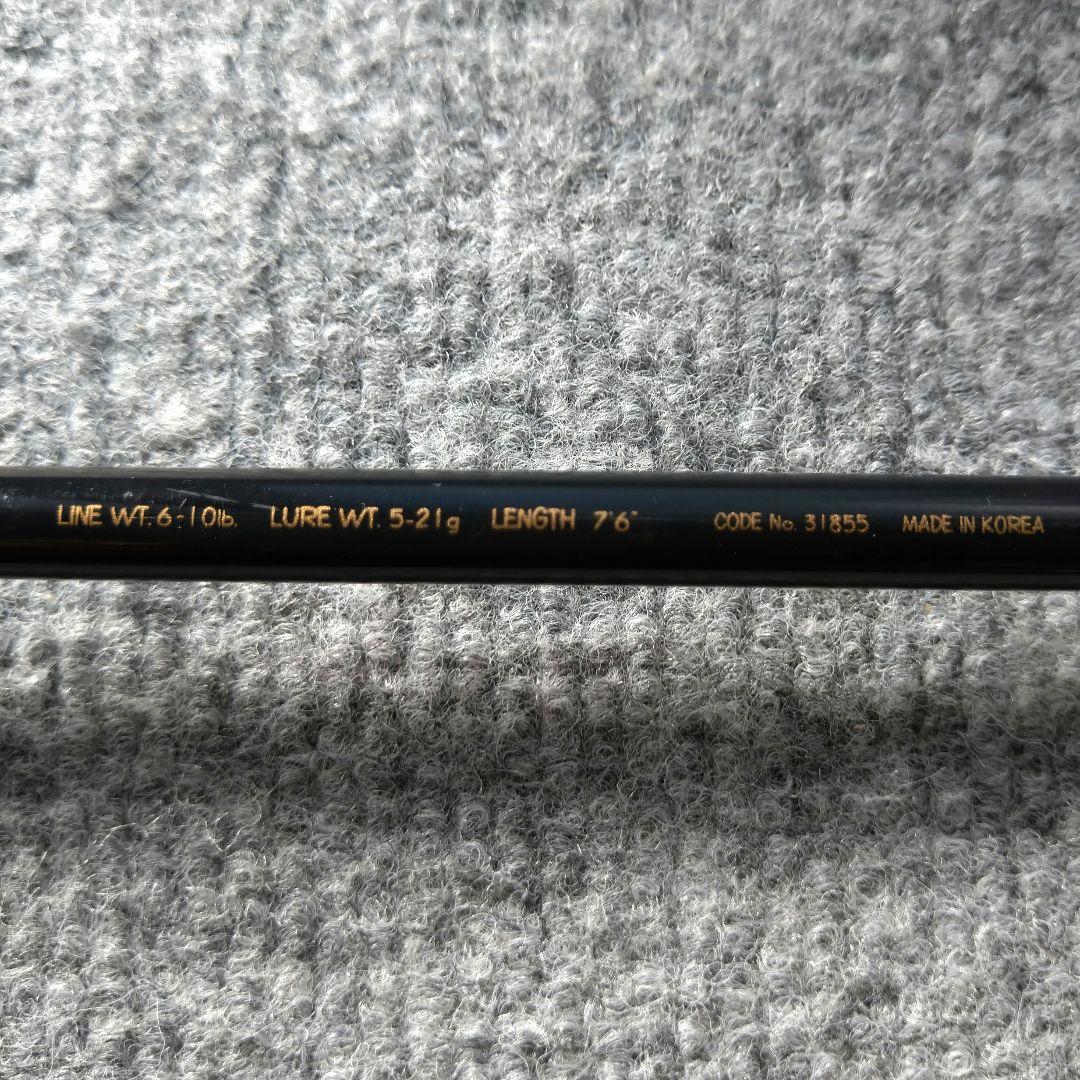 LINE WT. 6-10lb. LURE WT. 5-21g LENGTH 7'6" CODE No. 31855 MADE IN KOREA